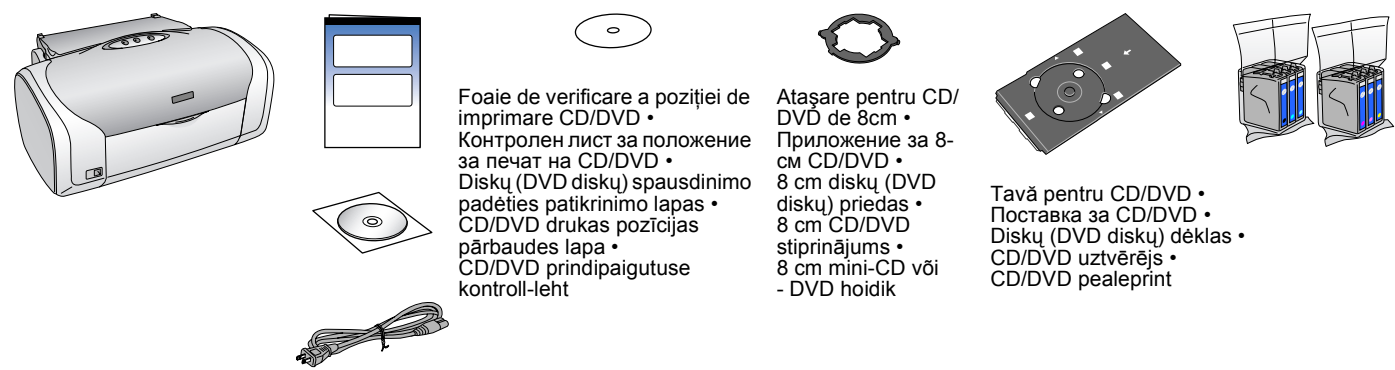 Foaie de verificare a poziției de
imprimare CD/DVD •
Контролен лист за положение
за печат на CD/DVD •
Diskų (DVD diskų) spausdinimo
padėties patikrinimo lapas •
CD/DVD drukas pozīcijas
pārbaudes lapa •
CD/DVD prindipaigutuse
kontroll-leht
Ataşare pentru CD/
DVD de 8cm •
Приложение за 8-
см CD/DVD •
8 cm diskų (DVD
diskų) priedas •
8 cm CD/DVD
stiprinājums •
8 cm mini-CD või
- DVD hoidik
Tavă pentru CD/DVD •
Поставка за CD/DVD •
Diskų (DVD diskų) dėklas •
CD/DVD uztvērējs •
CD/DVD pealeprint